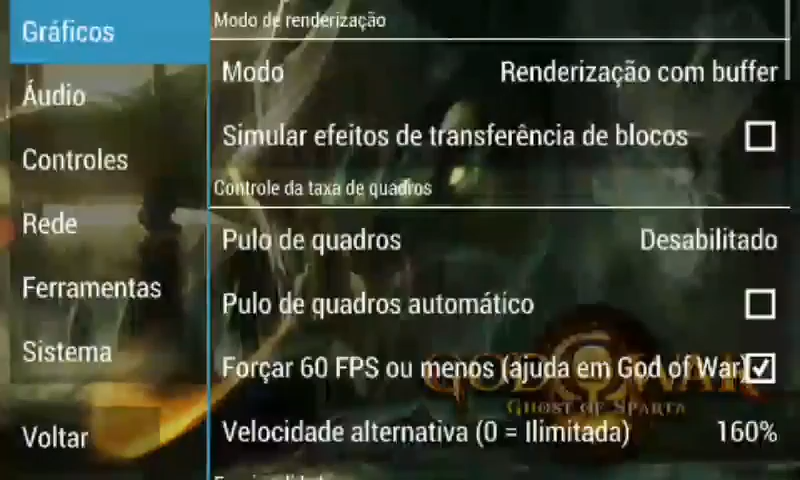 Gráficos
Áudio
Controles
Rede
Ferramentas
Sistema
Voltar
Modo de renderização
Modo Renderização com buffer
Simular efeitos de transferência de blocos
Controle da taxa de quadros
Pulo de quadros Desabilitado
Pulo de quadros automático
Forçar 60 FPS ou menos (ajuda em God of War)
Velocidade alternativa (0 = Ilimitada) 160%
GOD OF WAR
GHOST OF SPARTA